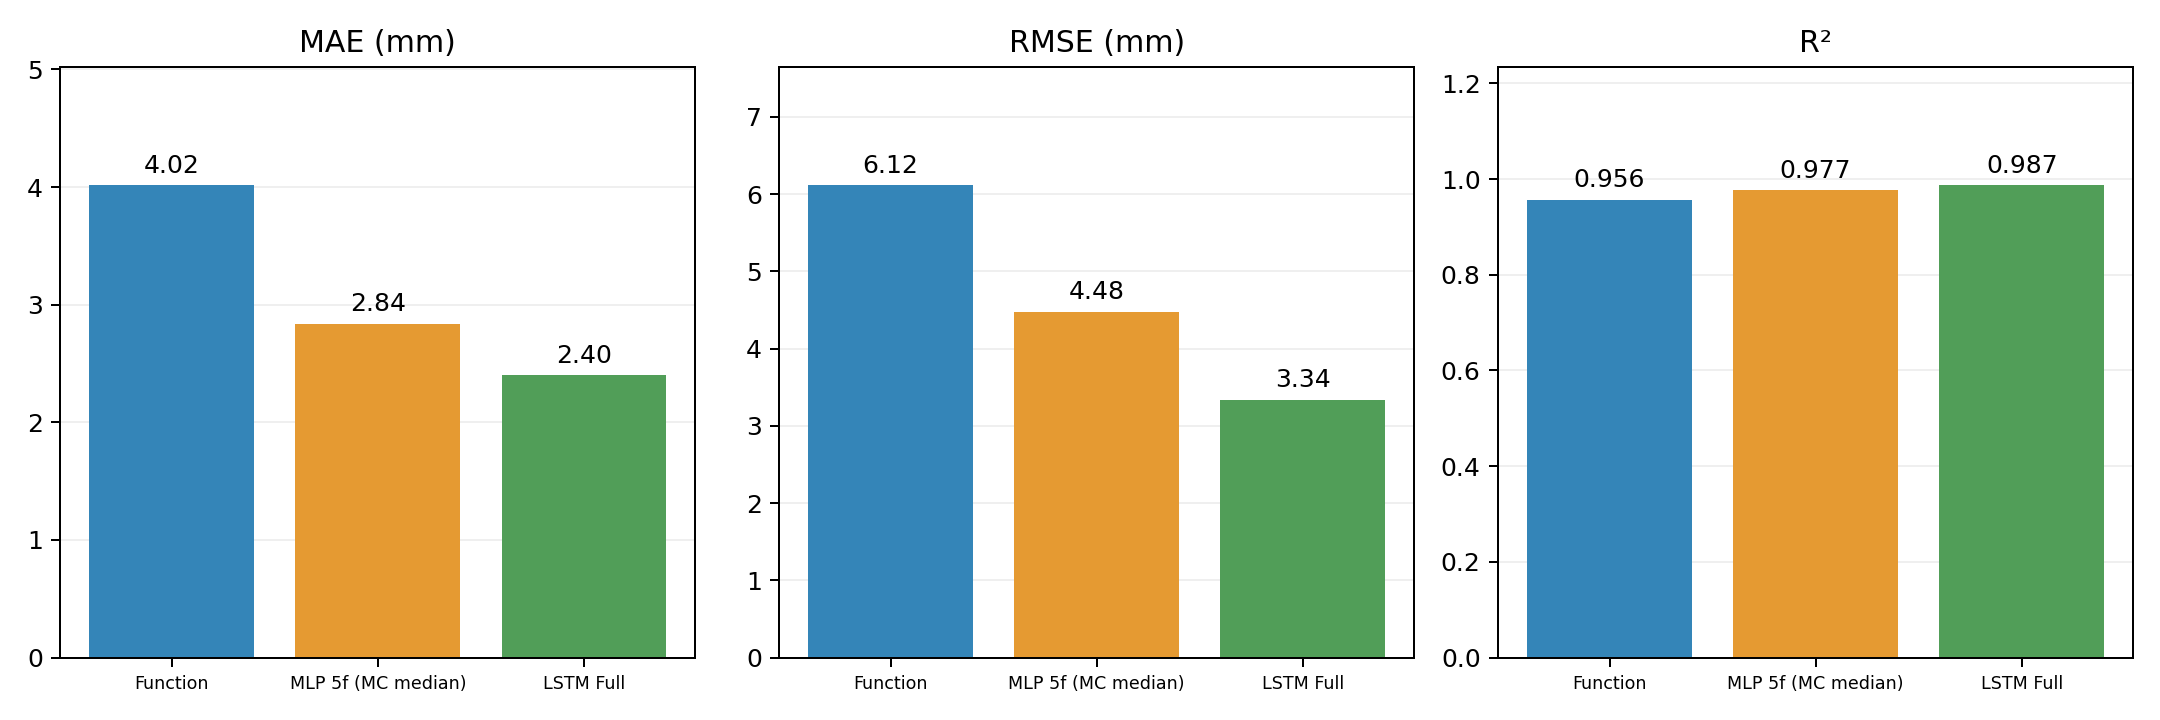 MAE (mm)
5
4
3
2
1
0
4.02
2.84
2.40
Function
MLP 5f (MC median)
LSTM Full
RMSE (mm)
7
6
5
4
3
2
1
0
6.12
4.48
3.34
Function
MLP 5f (MC median)
LSTM Full
R²
1.2
1.0
0.8
0.6
0.4
0.2
0.0
0.956
0.977
0.987
Function
MLP 5f (MC median)
LSTM Full